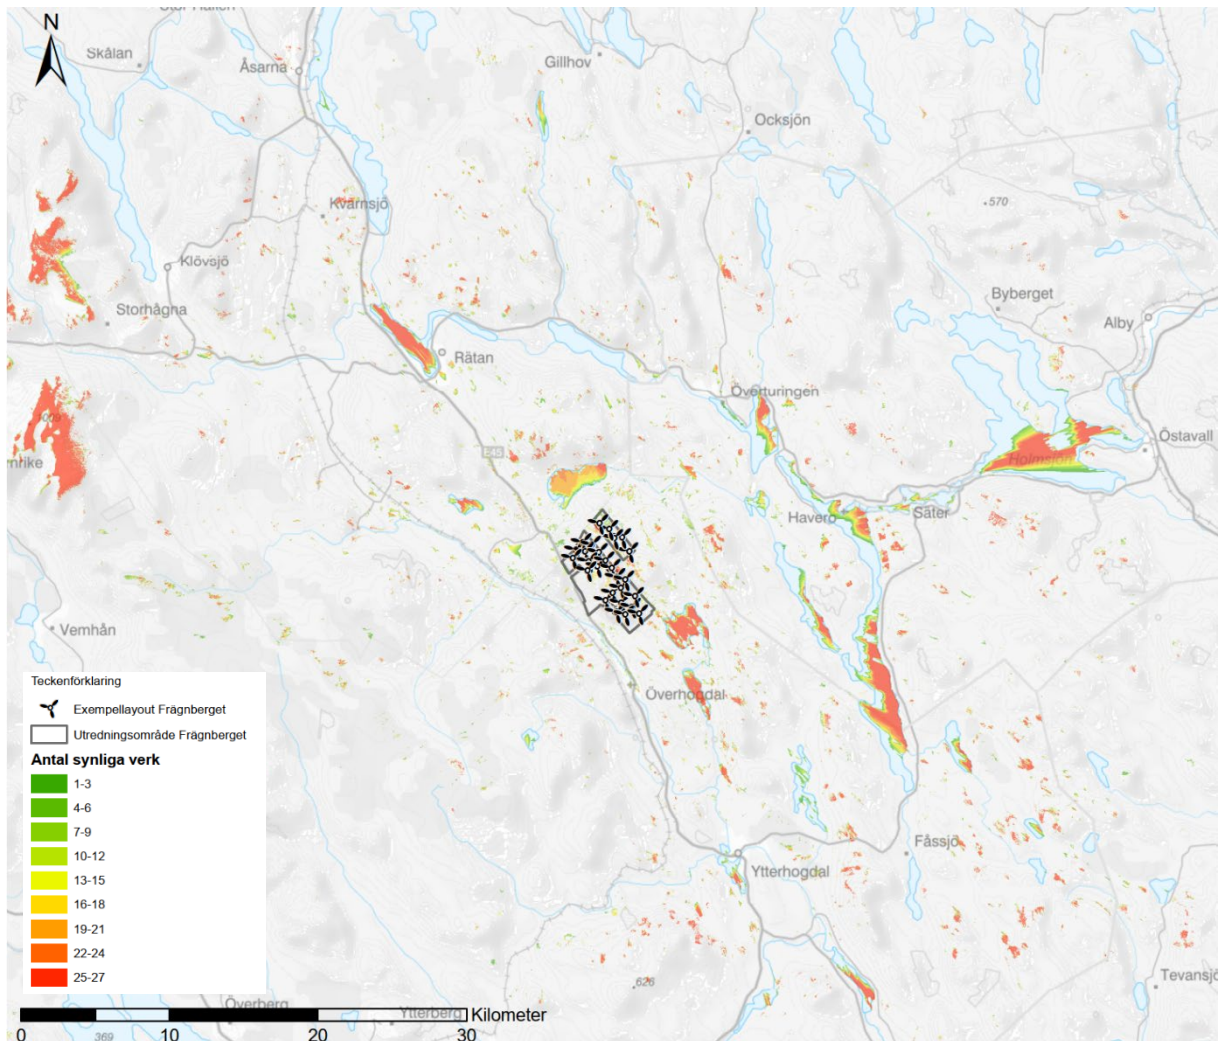 N
Skålan
Åsarna
Gillhov
Ocksjön
570
Kvarnsjö
Klövsjö
Storhågna
Byberget
Alby
Rätan
Överturingen
Östavall
Holmsjön
E45
Haverö
Säter
Vemhån
Överhogdal
Teckenförklaring
Exempellayout Frägnberget
Utredningsområde Frägnberget
Antal synliga verk
1-3
4-6
7-9
10-12
13-15
16-18
19-21
22-24
25-27
Fåssjö
Ytterhogdal
626
Överberg
Ytterberg
369
0
10
20
30
Kilometer